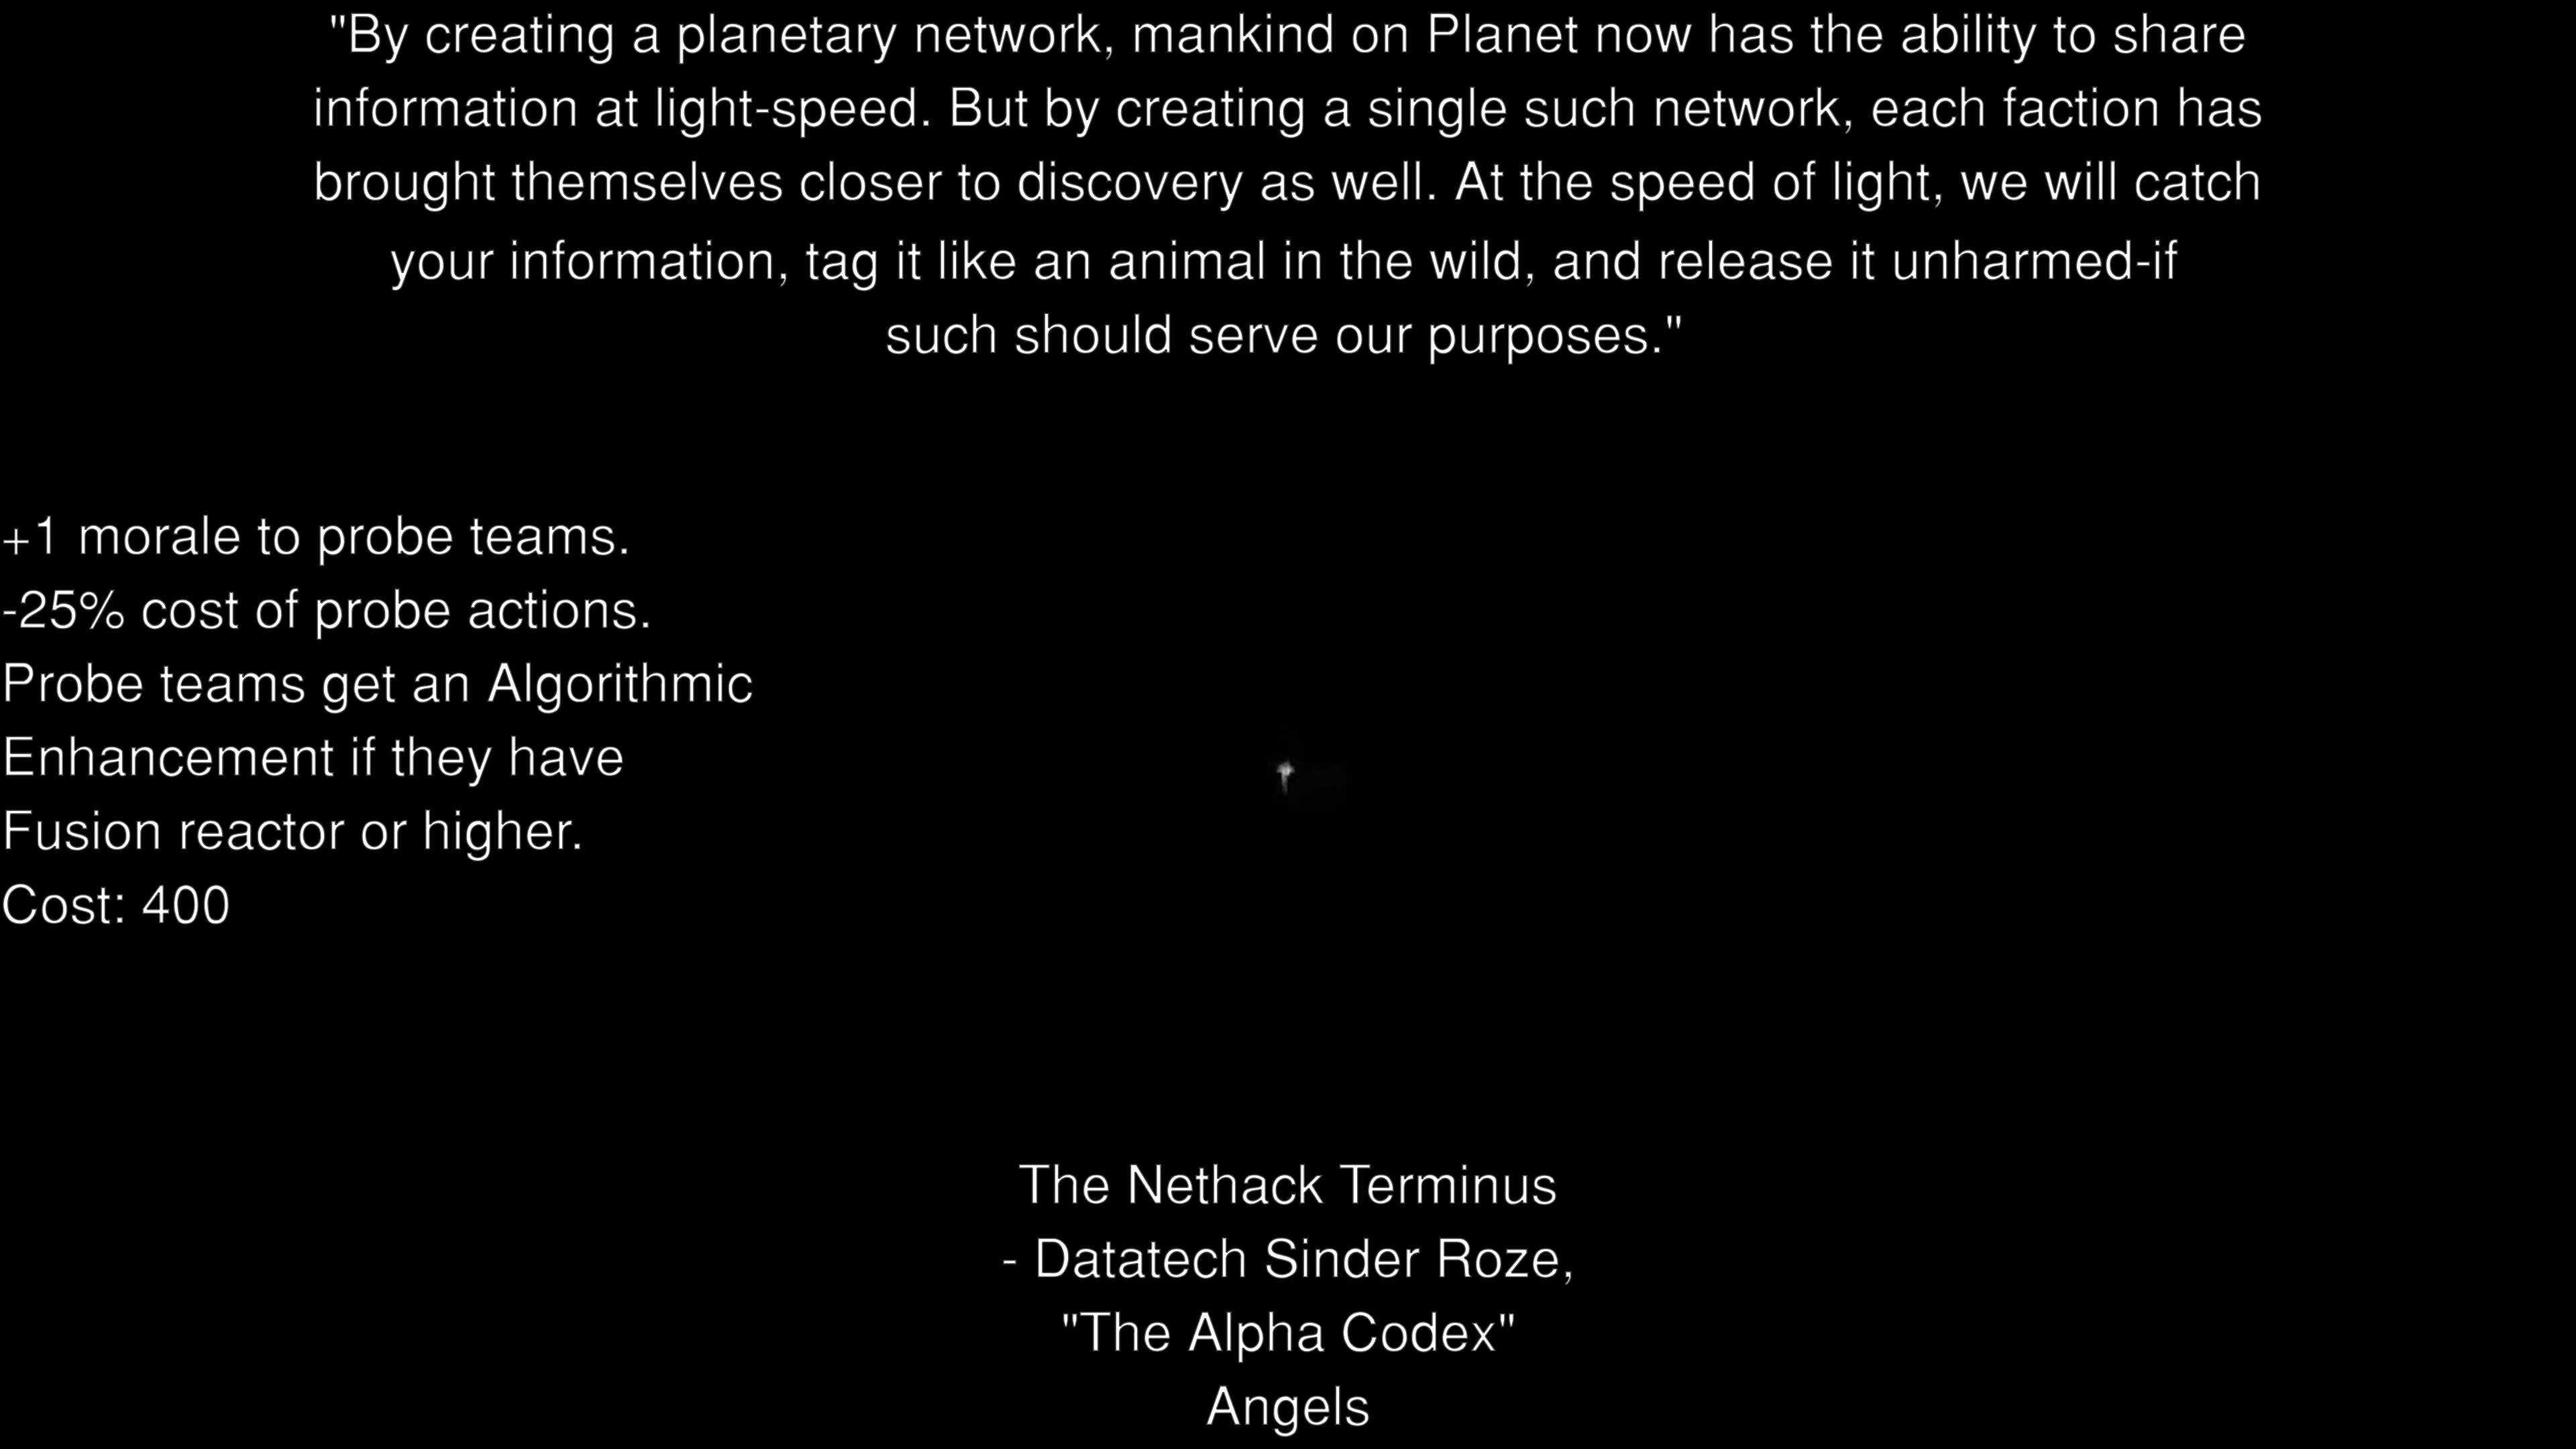 "By creating a planetary network, mankind on Planet now has the ability to share
information at light-speed. But by creating a single such network, each faction has
brought themselves closer to discovery as well. At the speed of light, we will catch
your information, tag it like an animal in the wild, and release it unharmed-if
such should serve our purposes."
+1 morale to probe teams.
-25% cost of probe actions.
Probe teams get an Algorithmic
Enhancement if they have
Fusion reactor or higher.
Cost: 400
The Nethack Terminus
- Datatech Sinder Roze,
"The Alpha Codex"
Angels